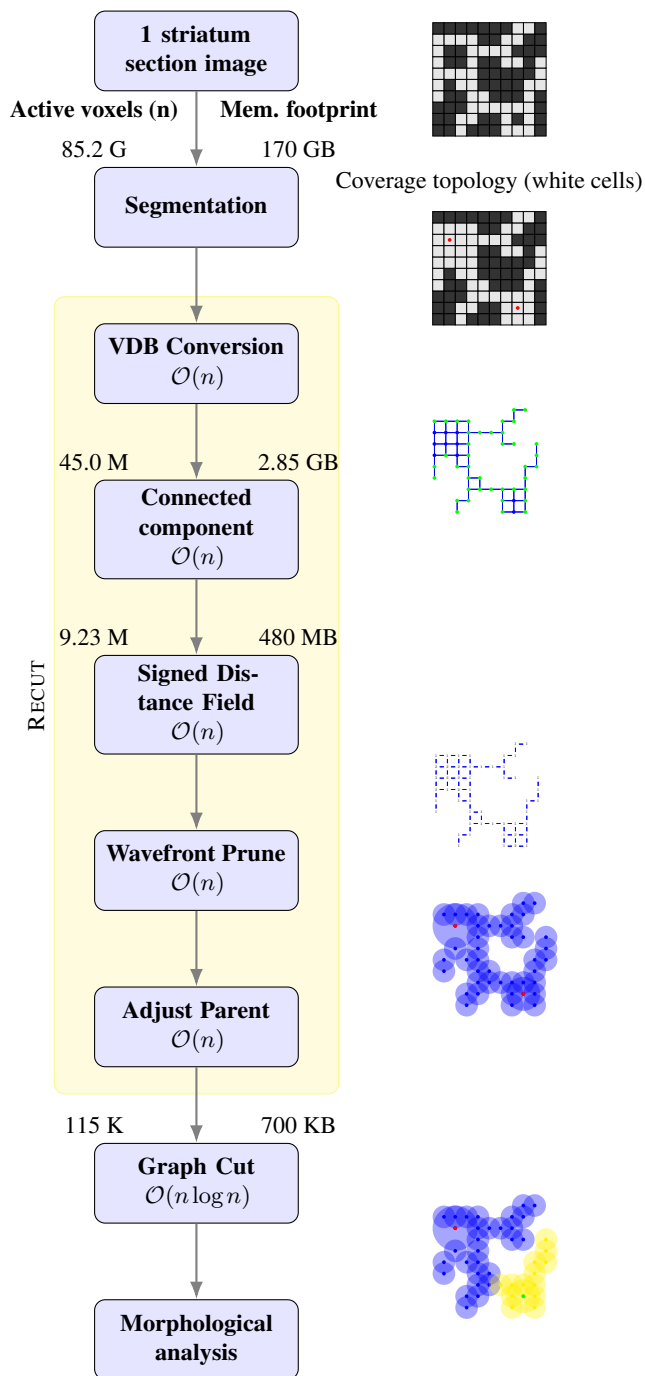 1 striatum
section image
Active voxels (n) Mem. footprint
85.2 G 170 GB
Coverage topology (white cells)
Segmentation
VDB Conversion
𝒪(n)
45.0 M 2.85 GB
Connected
component
𝒪(n)
9.23 M 480 MB
Signed Dis-
tance Field
𝒪(n)
RECUT
Wavefront Prune
𝒪(n)
Adjust Parent
𝒪(n)
115 K 700 KB
Graph Cut
𝒪(n log n)
Morphological
analysis